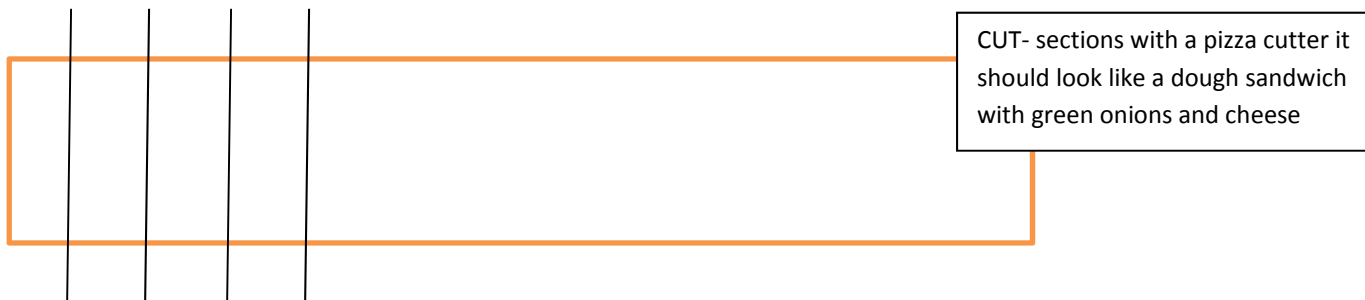 CUT- sections with a pizza cutter it
should look like a dough sandwich
with green onions and cheese